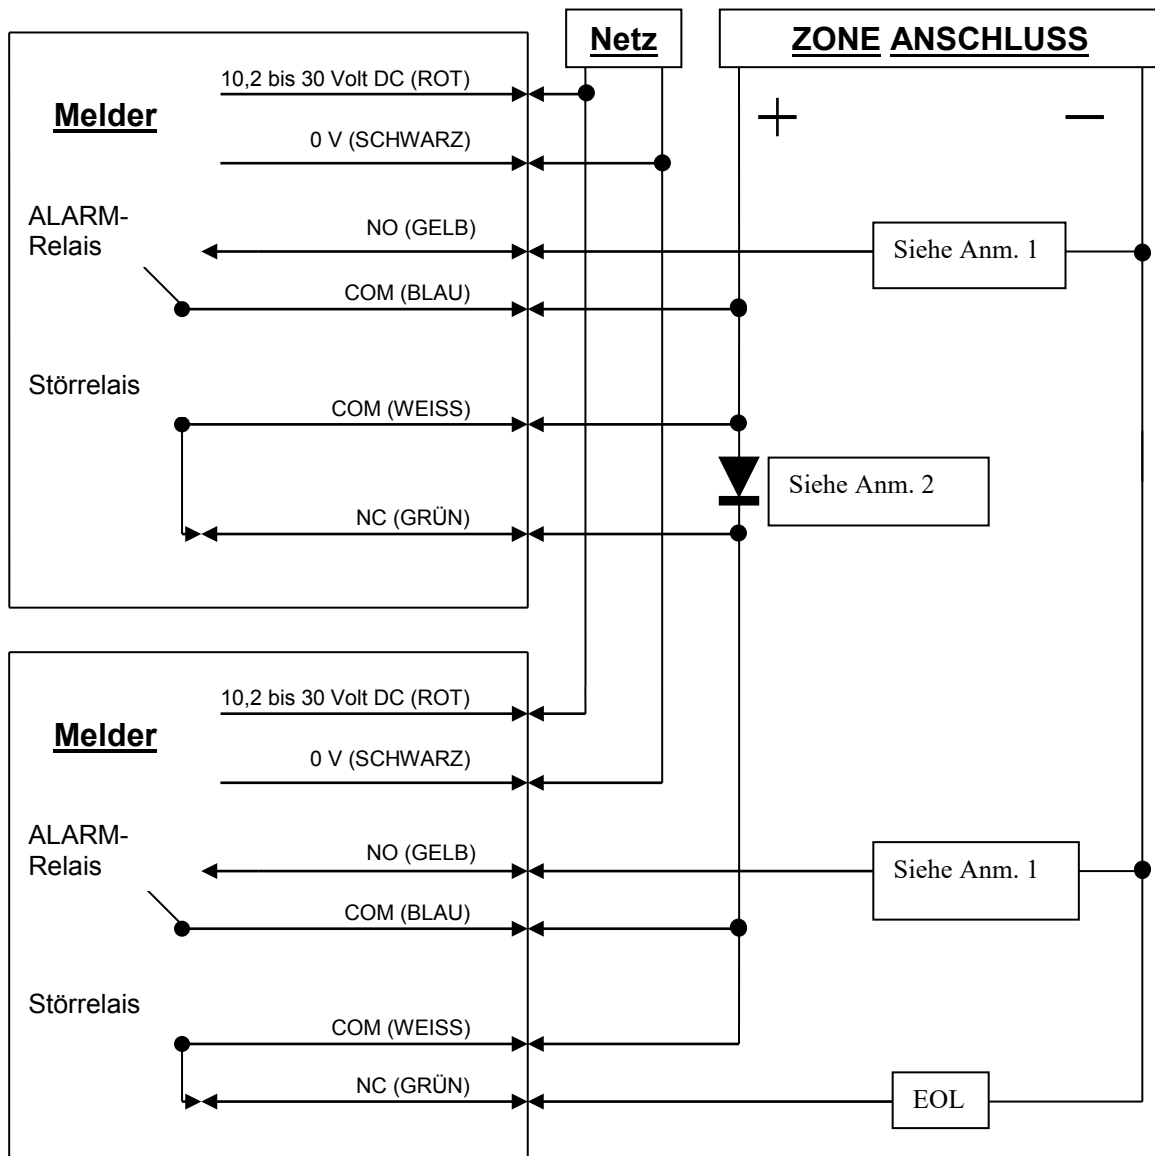 Netz
ZONE ANSCHLUSS
10,2 bis 30 Volt DC (ROT)
Melder
+
−
0 V (SCHWARZ)
ALARM-
Relais
NO (GELB)
Siehe Anm. 1
COM (BLAU)
Störrelais
COM (WEISS)
Siehe Anm. 2
NC (GRÜN)
10,2 bis 30 Volt DC (ROT)
Melder
0 V (SCHWARZ)
ALARM-
Relais
NO (GELB)
Siehe Anm. 1
COM (BLAU)
Störrelais
COM (WEISS)
NC (GRÜN)
EOL